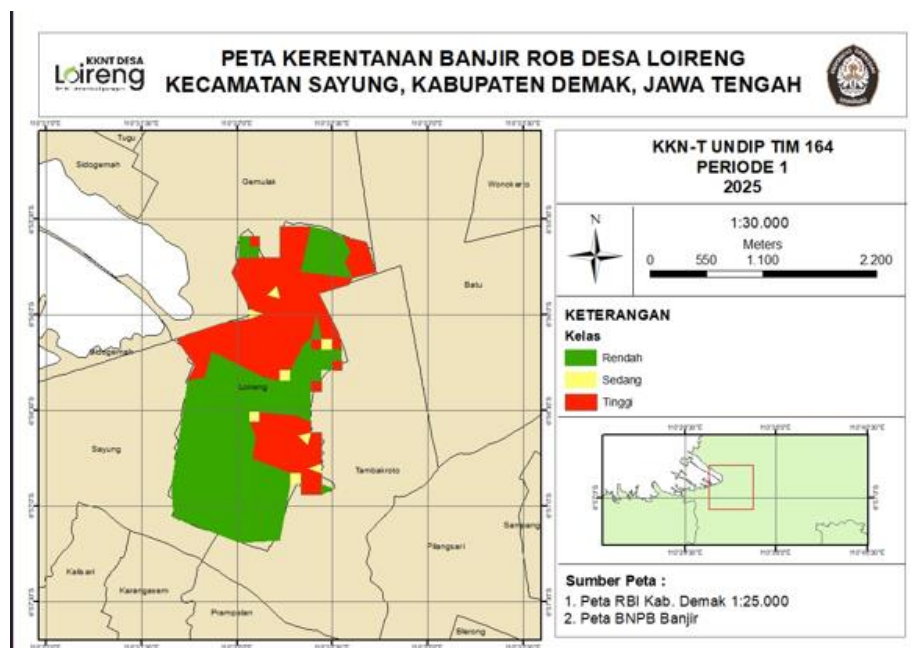 KKNT DESA
Loireng
PETA KERENTANAN BANJIR ROB DESA LOIRENG
KECAMATAN SAYUNG, KABUPATEN DEMAK, JAWA TENGAH
KKN-T UNDIP TIM 164
PERIODE 1
2025
N
1:30.000
Meters
0 550 1.100 2.200
KETERANGAN
Kelas
Rendah
Sedang
Tinggi
Sumber Peta :
1. Peta RBI Kab. Demak 1:25.000
2. Peta BNPB Banjir
Tugu
Sidogemah
Gemulak
Wonokerto
Batu
Sidogemah
Loireng
Sayung
Tambakroto
Pilangsari
Kalisari
Karangasem
Prampelan